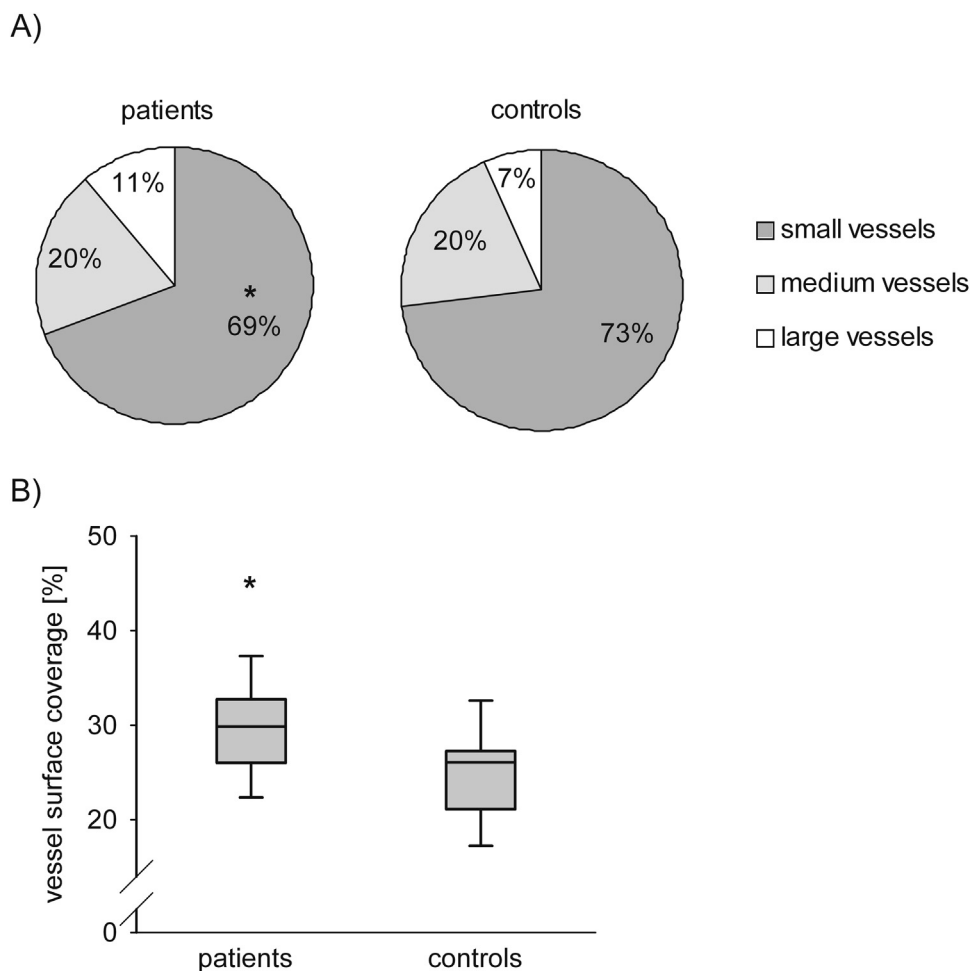 A)
patients
controls
11%
20%
*
69%
7%
20%
73%
small vessels
medium vessels
large vessels
B)
vessel surface coverage [%]
50
40
30
20
0
*
patients
controls